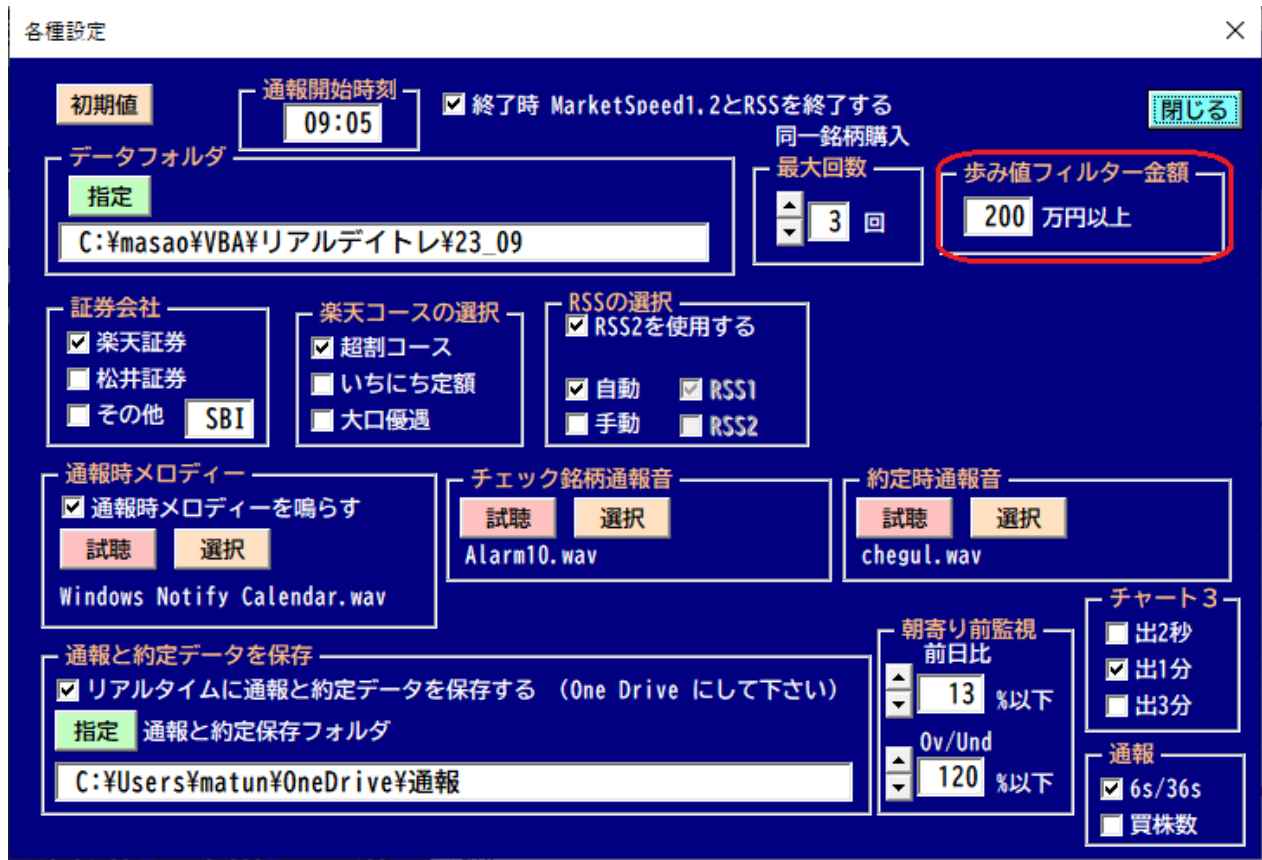 各種設定
初期値
通報開始時刻
09:05
終了時 MarketSpeed1.2とRSSを終了する
閉じる
データフォルダ
指定
C:¥masao¥VBA¥リアルデイトレ¥23_09
同一銘柄購入
最大回数
3 回
歩み値フィルター金額
200 万円以上
証券会社
楽天証券
松井証券
その他 SBI
楽天コースの選択
超割コース
いちにち定額
大口優遇
RSSの選択
RSS2を使用する
自動 RSS1
手動 RSS2
通報時メロディー
通報時メロディーを鳴らす
試聴 選択
Windows Notify Calendar.wav
チェック銘柄通報音
試聴 選択
Alarm10.wav
約定時通報音
試聴 選択
chegul.wav
通報と約定データを保存
リアルタイムに通報と約定データを保存する (One Drive にして下さい)
指定 通報と約定保存フォルダ
C:¥Users¥matun¥OneDrive¥通報
朝寄り前監視
前日比
13 %以下
Ov/Und
120 %以下
チャート3
出2秒
出1分
出3分
通報
6s/36s
買株数